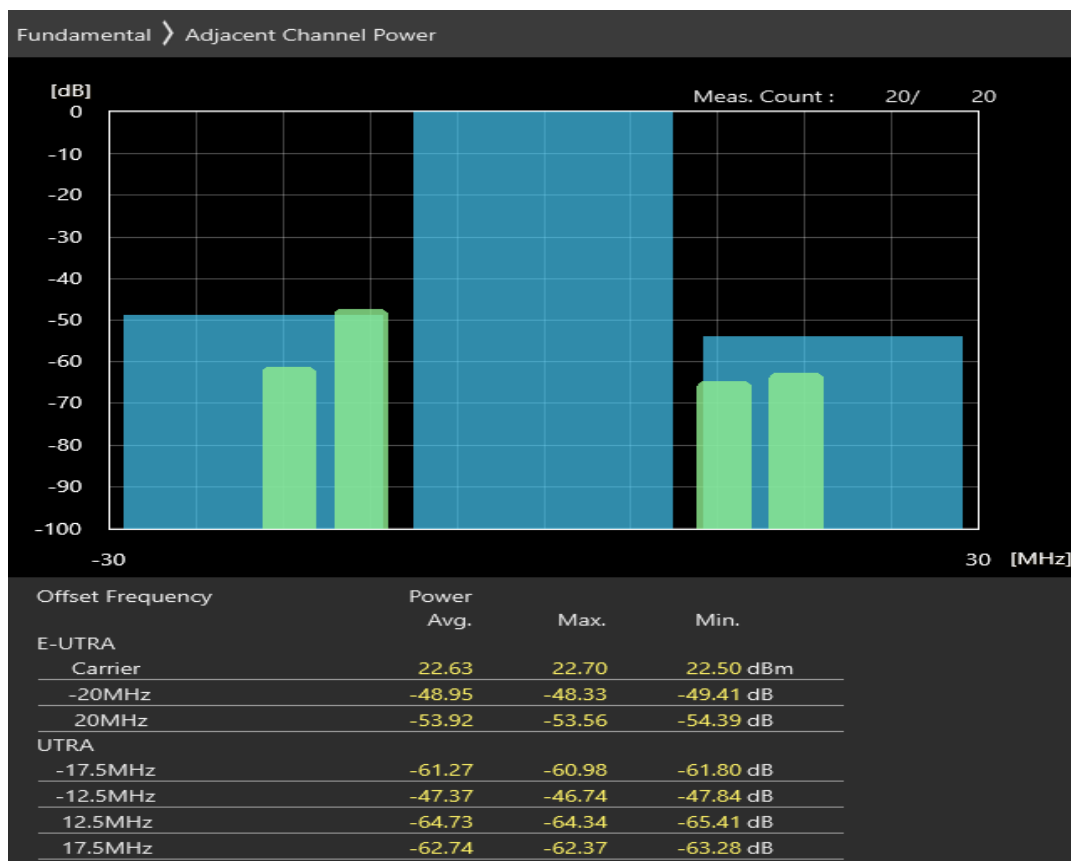 Fundamental 〉 Adjacent Channel Power
[dB]
Meas. Count : 20/ 20
0
-10
-20
-30
-40
-50
-60
-70
-80
-90
-100
-30 30 [MHz]
Offset Frequency Power
Avg. Max. Min.
E-UTRA
Carrier 22.63 22.70 22.50 dBm
-20MHz -48.95 -48.33 -49.41 dB
20MHz -53.92 -53.56 -54.39 dB
UTRA
-17.5MHz -61.27 -60.98 -61.80 dB
-12.5MHz -47.37 -46.74 -47.84 dB
12.5MHz -64.73 -64.34 -65.41 dB
17.5MHz -62.74 -62.37 -63.28 dB